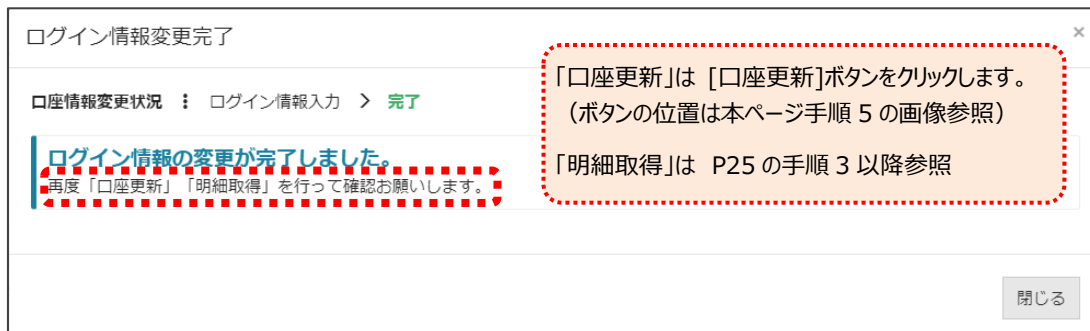 ログイン情報変更完了
×
「口座更新」は [口座更新]ボタンをクリックします。
(ボタンの位置は本ページ手順 5 の画像参照)
「明細取得」は P25 の手順 3 以降参照
口座情報変更状況 ： ログイン情報入力 > 完了
ログイン情報の変更が完了しました。
再度「口座更新」「明細取得」を行って確認お願いします。
閉じる